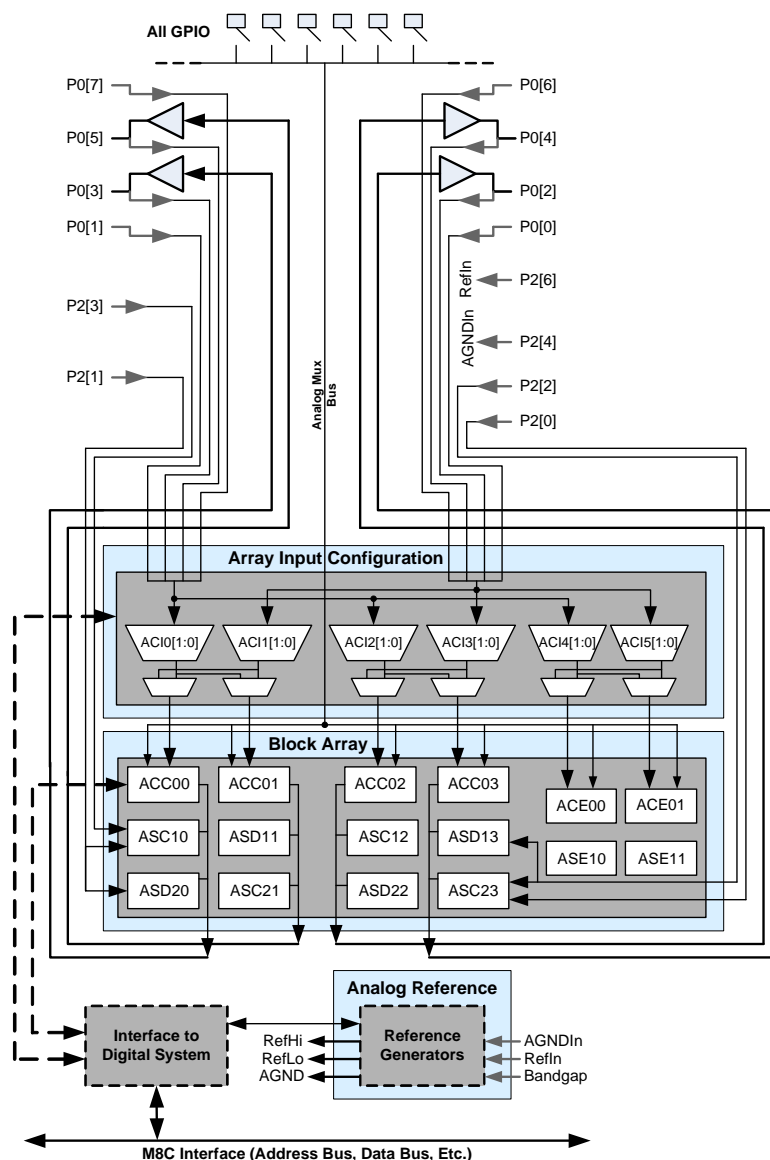 All GPIO
P0[7]
P0[6]
P0[5]
P0[4]
P0[3]
P0[2]
P0[1]
P0[0]
RefIn
P2[6]
P2[3]
AGNDIn
P2[4]
P2[1]
P2[2]
P2[0]
Analog Mux
Bus
Array Input Configuration
ACI0[1:0]
ACI1[1:0]
ACI2[1:0]
ACI3[1:0]
ACI4[1:0]
ACI5[1:0]
Block Array
ACC00
ACC01
ACC02
ACC03
ACE00
ACE01
ASC10
ASD11
ASC12
ASD13
ASE10
ASE11
ASD20
ASC21
ASD22
ASC23
Analog Reference
Interface to
Digital System
RefHi
RefLo
AGND
Reference
Generators
AGNDIn
RefIn
Bandgap
M8C Interface (Address Bus, Data Bus, Etc.)